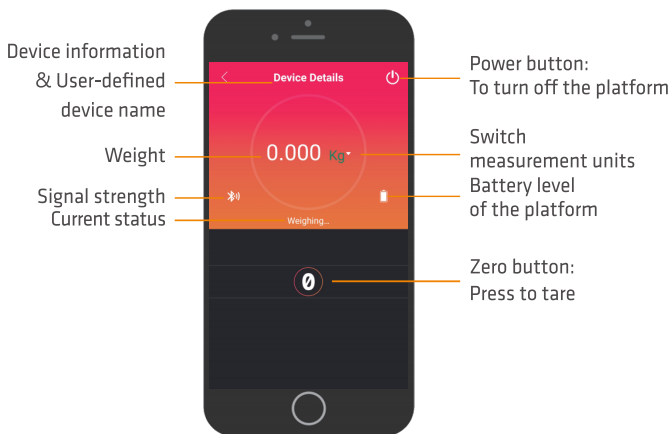 Device information
& User-defined
device name
Weight
Signal strength
Current status
Device Details
0.000 Kg
Weighing...
0
Power button:
To turn off the platform
Switch
measurement units
Battery level
of the platform
Zero button:
Press to tare